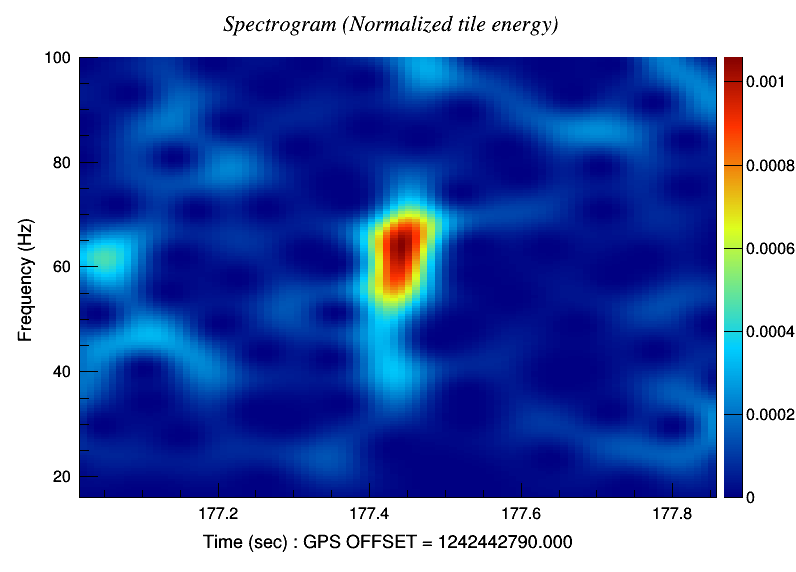 Spectrogram (Normalized tile energy)
100
80
60
40
20
Frequency (Hz)
177.2 177.4 177.6 177.8
Time (sec) : GPS OFFSET = 1242442790.000
0.001
0.0008
0.0006
0.0004
0.0002
0